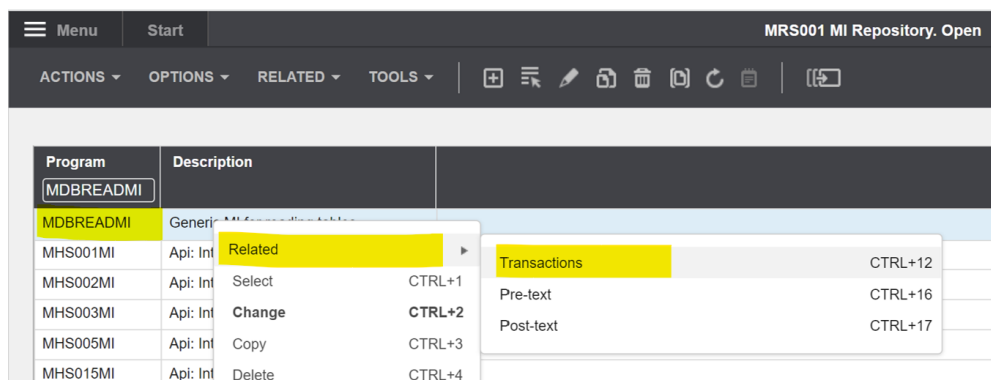 Menu Start MRS001 MI Repository. Open
ACTIONS OPTIONS RELATED TOOLS
Program Description
MDBREADMI
MDBREADMI Generic MI for reading tables
MHS001MI Api: Int
MHS002MI Api: Int
MHS003MI Api: Int
MHS005MI Api: Int
MHS015MI Api: Int
Related
Select CTRL+1
Change CTRL+2
Copy CTRL+3
Delete CTRL+4
Transactions CTRL+12
Pre-text CTRL+16
Post-text CTRL+17